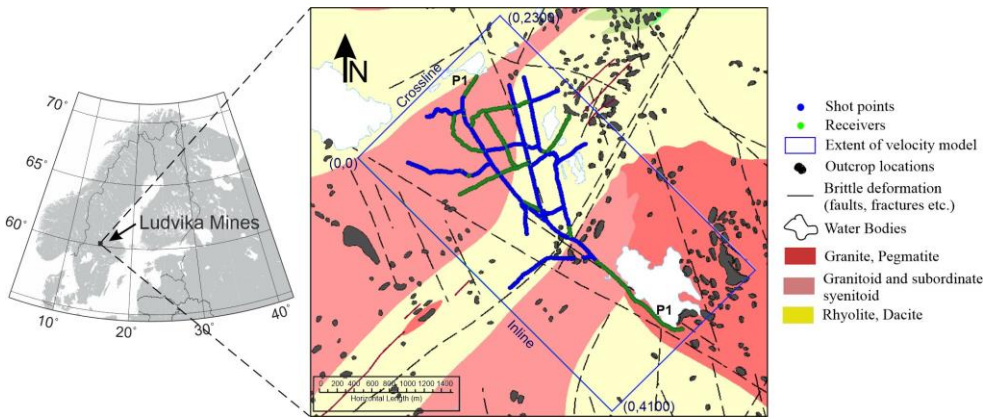 70°
65°
60°
Ludvika Mines
10°
20°
30°
40°
N
(0,2300)
P1
Crossline
(0,0)
Inline
P1
(0,4100)
0 200 400 600 800 1000 1200 1400
Horizontal Length (m)
Shot points
Receivers
Extent of velocity model
Outcrop locations
Brittle deformation
(faults, fractures etc.)
Water Bodies
Granite, Pegmatite
Granitoid and subordinate
syenitoid
Rhyolite, Dacite